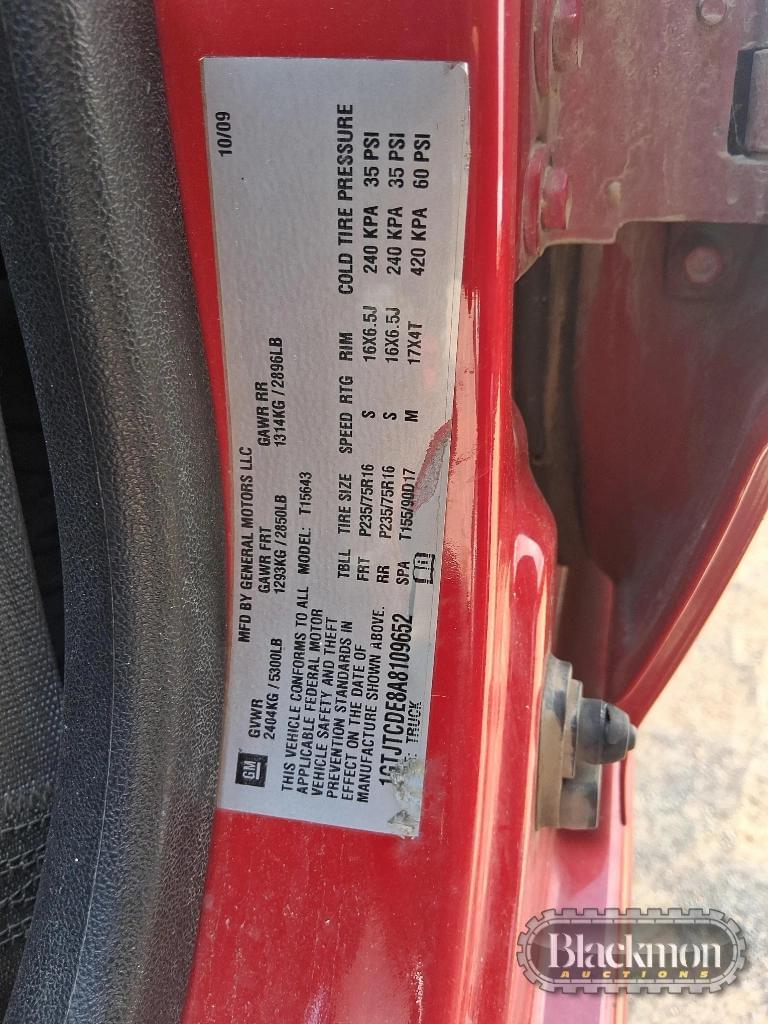 10/09
MFD BY GENERAL MOTORS LLC
GM
GVWR GAWR FRT GAWR RR
2404KG / 5300LB 1293KG / 2850LB 1314KG / 2896LB
THIS VEHICLE CONFORMS TO ALL
APPLICABLE FEDERAL MOTOR
VEHICLE SAFETY AND THEFT
PREVENTION STANDARDS IN
EFFECT ON THE DATE OF
MANUFACTURE SHOWN ABOVE.
1GTJTCDE8A8109652
: TRUCK
MODEL: T15643
TBLL TIRE SIZE SPEED RTG RIM COLD TIRE PRESSURE
FRT P235/75R16 S 16X6.5J 240 KPA 35 PSI
RR P235/75R16 S 16X6.5J 240 KPA 35 PSI
SPA T155/90D17 M 17X4T 420 KPA 60 PSI
Blackmon
AUCTIONS